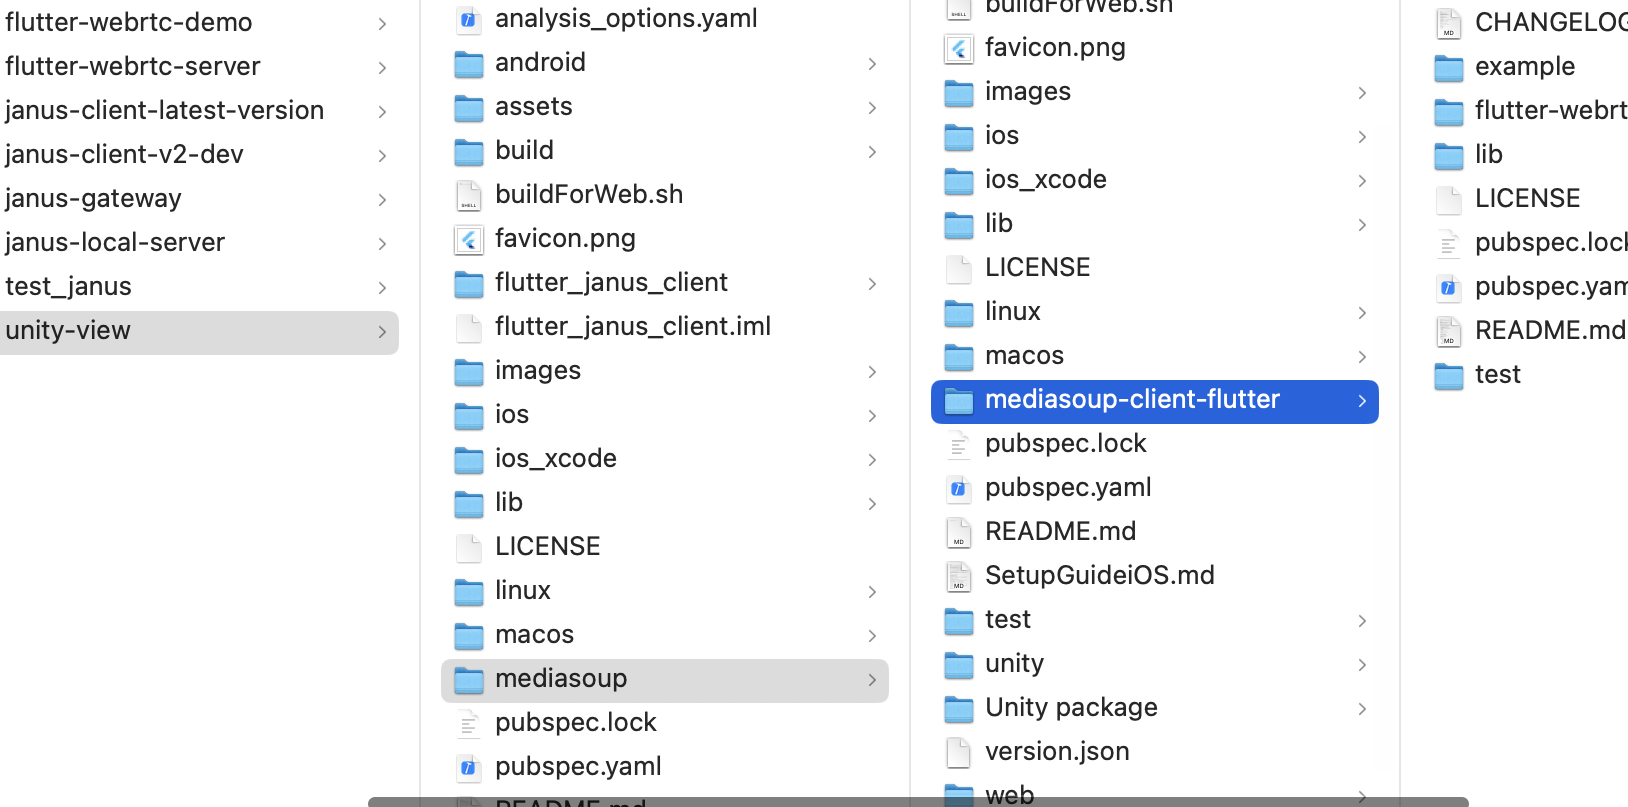 flutter-webrtc-demo
flutter-webrtc-server
janus-client-latest-version
janus-client-v2-dev
janus-gateway
janus-local-server
test_janus
unity-view
analysis_options.yaml
android
assets
build
buildForWeb.sh
favicon.png
flutter_janus_client
flutter_janus_client.iml
images
ios
ios_xcode
lib
LICENSE
linux
macos
mediasoup
pubspec.lock
pubspec.yaml
README.md
buildForWeb.sh
favicon.png
images
ios
ios_xcode
lib
LICENSE
linux
macos
mediasoup-client-flutter
pubspec.lock
pubspec.yaml
README.md
SetupGuideiOS.md
test
unity
Unity package
version.json
web
CHANGELOG
example
flutter-webrt
lib
LICENSE
pubspec.lock
pubspec.yam
README.md
test